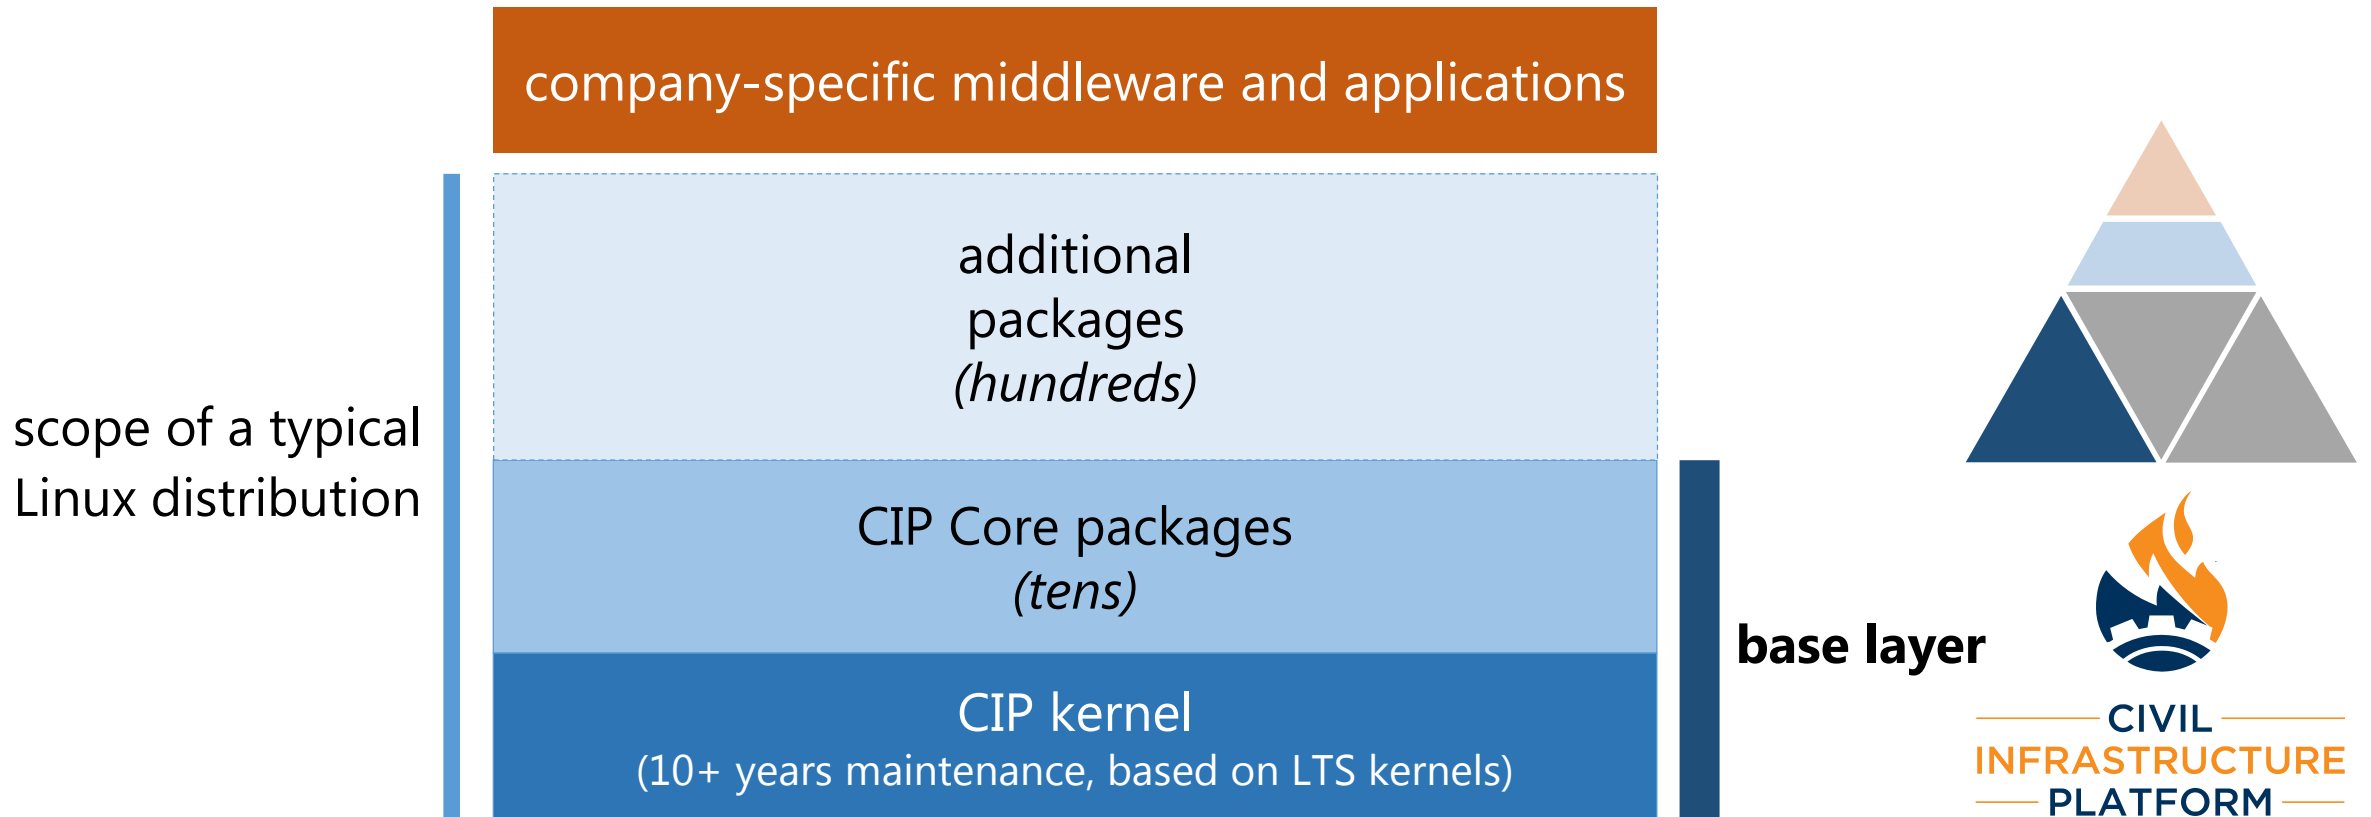 company-specific middleware and applications
additional
packages
(hundreds)
scope of a typical
Linux distribution
CIP Core packages
(tens)
base layer
CIP kernel
(10+ years maintenance, based on LTS kernels)
CIVIL
INFRASTRUCTURE
PLATFORM